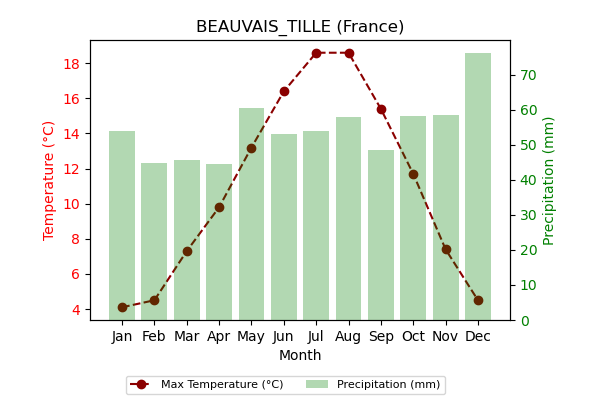 BEAUVAIS_TILLE (France)
Temperature (°C)
18
16
14
12
10
8
6
4
70
60
50
40
30
20
10
0
Precipitation (mm)
Jan Feb Mar Apr May Jun Jul Aug Sep Oct Nov Dec
Month
Max Temperature (°C) Precipitation (mm)